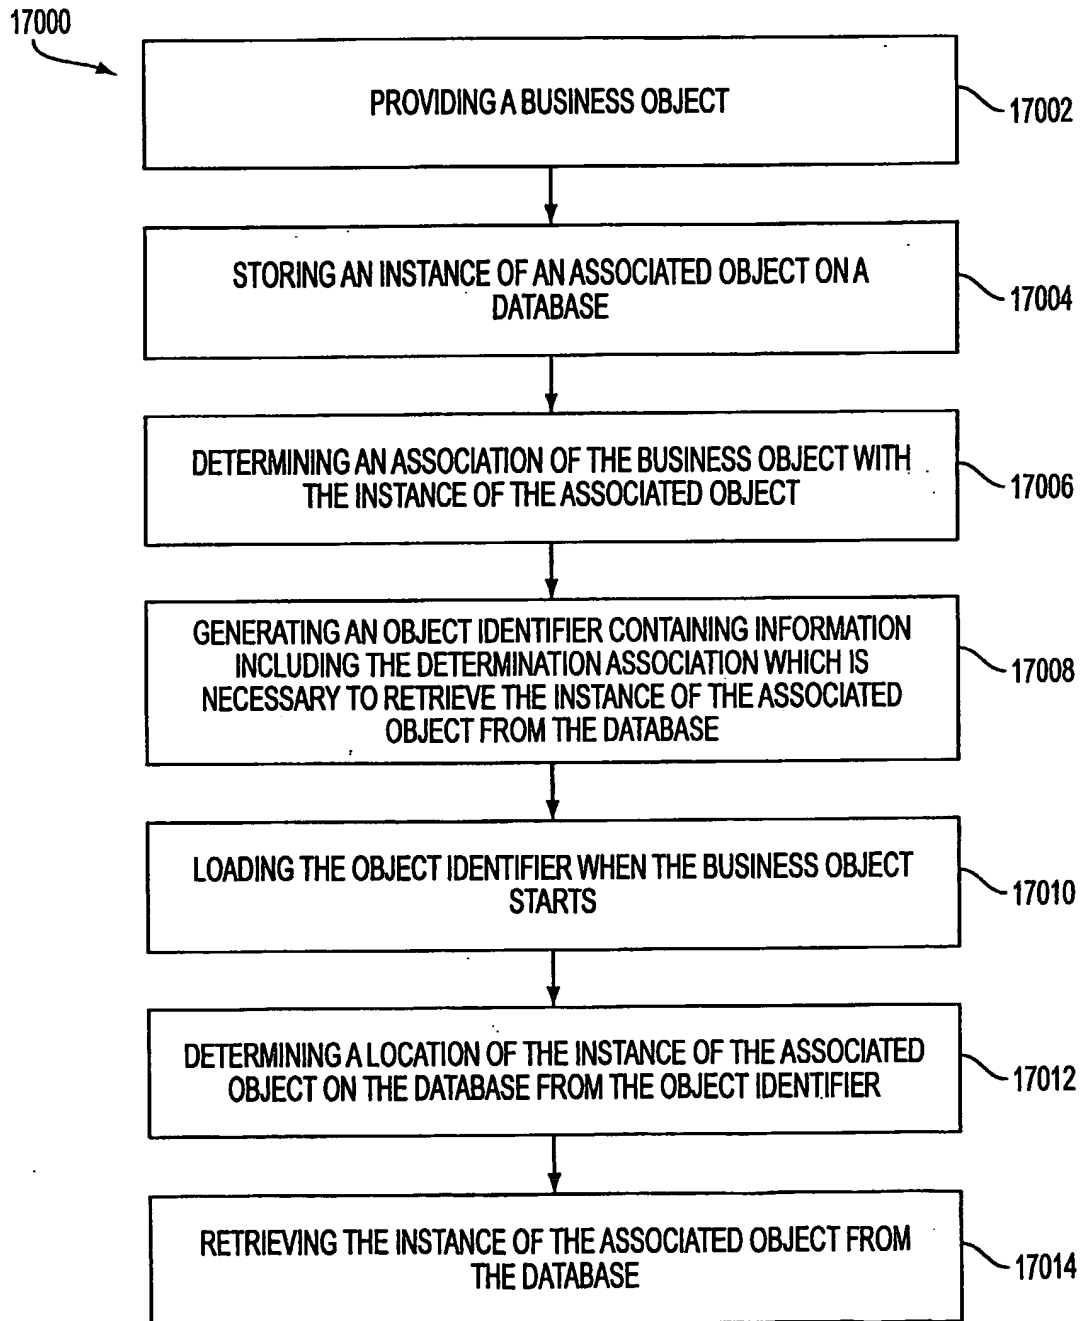 17000
PROVIDING A BUSINESS OBJECT
17002
STORING AN INSTANCE OF AN ASSOCIATED OBJECT ON A
DATABASE
17004
DETERMINING AN ASSOCIATION OF THE BUSINESS OBJECT WITH
THE INSTANCE OF THE ASSOCIATED OBJECT
17006
GENERATING AN OBJECT IDENTIFIER CONTAINING INFORMATION
INCLUDING THE DETERMINATION ASSOCIATION WHICH IS
NECESSARY TO RETRIEVE THE INSTANCE OF THE ASSOCIATED
OBJECT FROM THE DATABASE
17008
LOADING THE OBJECT IDENTIFIER WHEN THE BUSINESS OBJECT
STARTS
17010
DETERMINING A LOCATION OF THE INSTANCE OF THE ASSOCIATED
OBJECT ON THE DATABASE FROM THE OBJECT IDENTIFIER
17012
RETRIEVING THE INSTANCE OF THE ASSOCIATED OBJECT FROM
THE DATABASE
17014